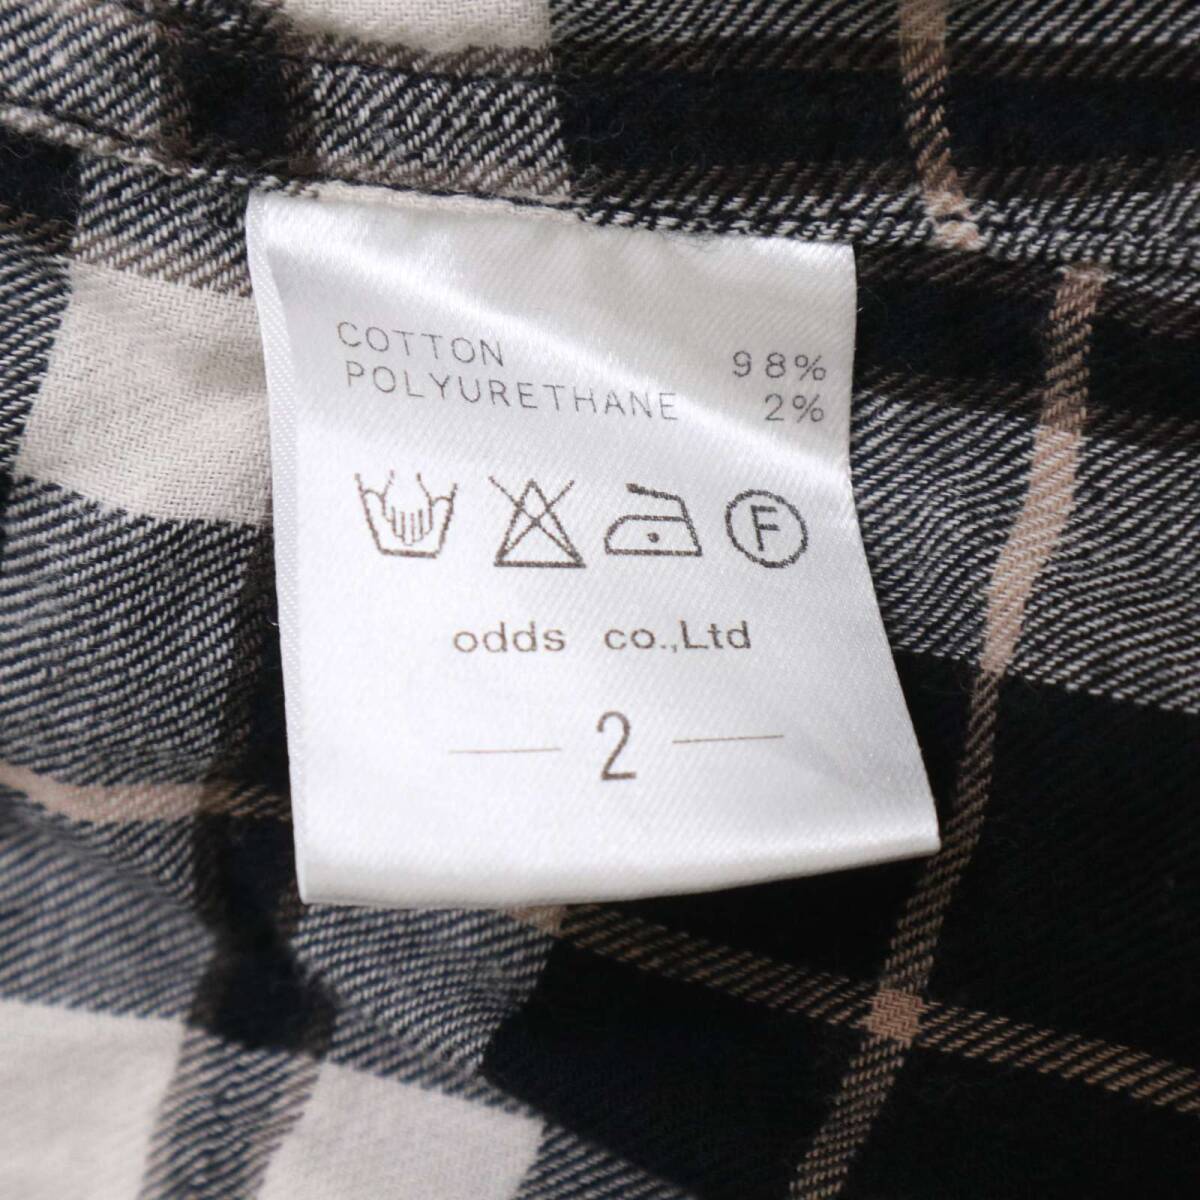 COTTON 98%
POLYURETHANE 2%
F
odds co.,Ltd
2